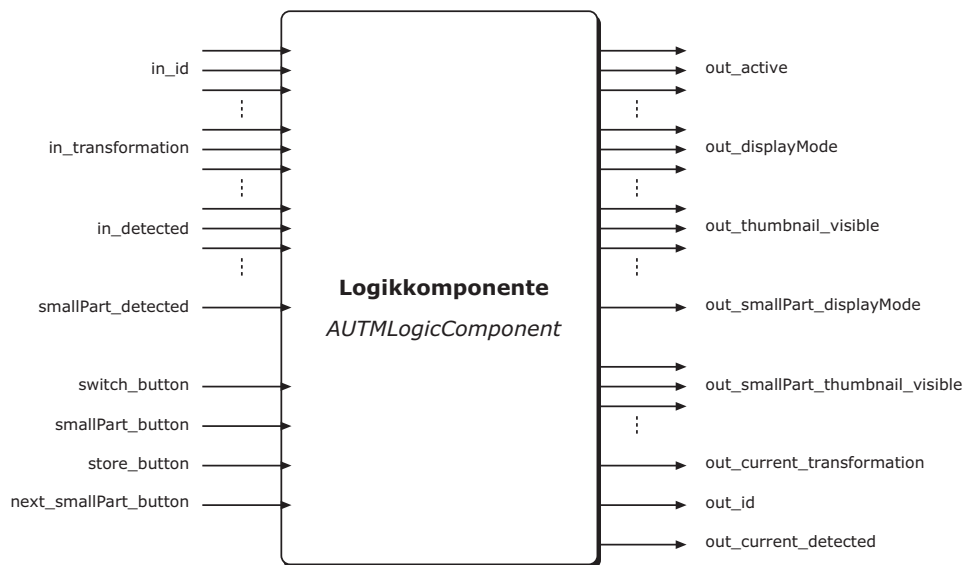 in_id
in_transformation
in_detected
smallPart_detected
switch_button
smallPart_button
store_button
next_smallPart_button
Logikkomponente
AUTMLogicComponent
out_active
out_displayMode
out_thumbnail_visible
out_smallPart_displayMode
out_smallPart_thumbnail_visible
out_current_transformation
out_id
out_current_detected